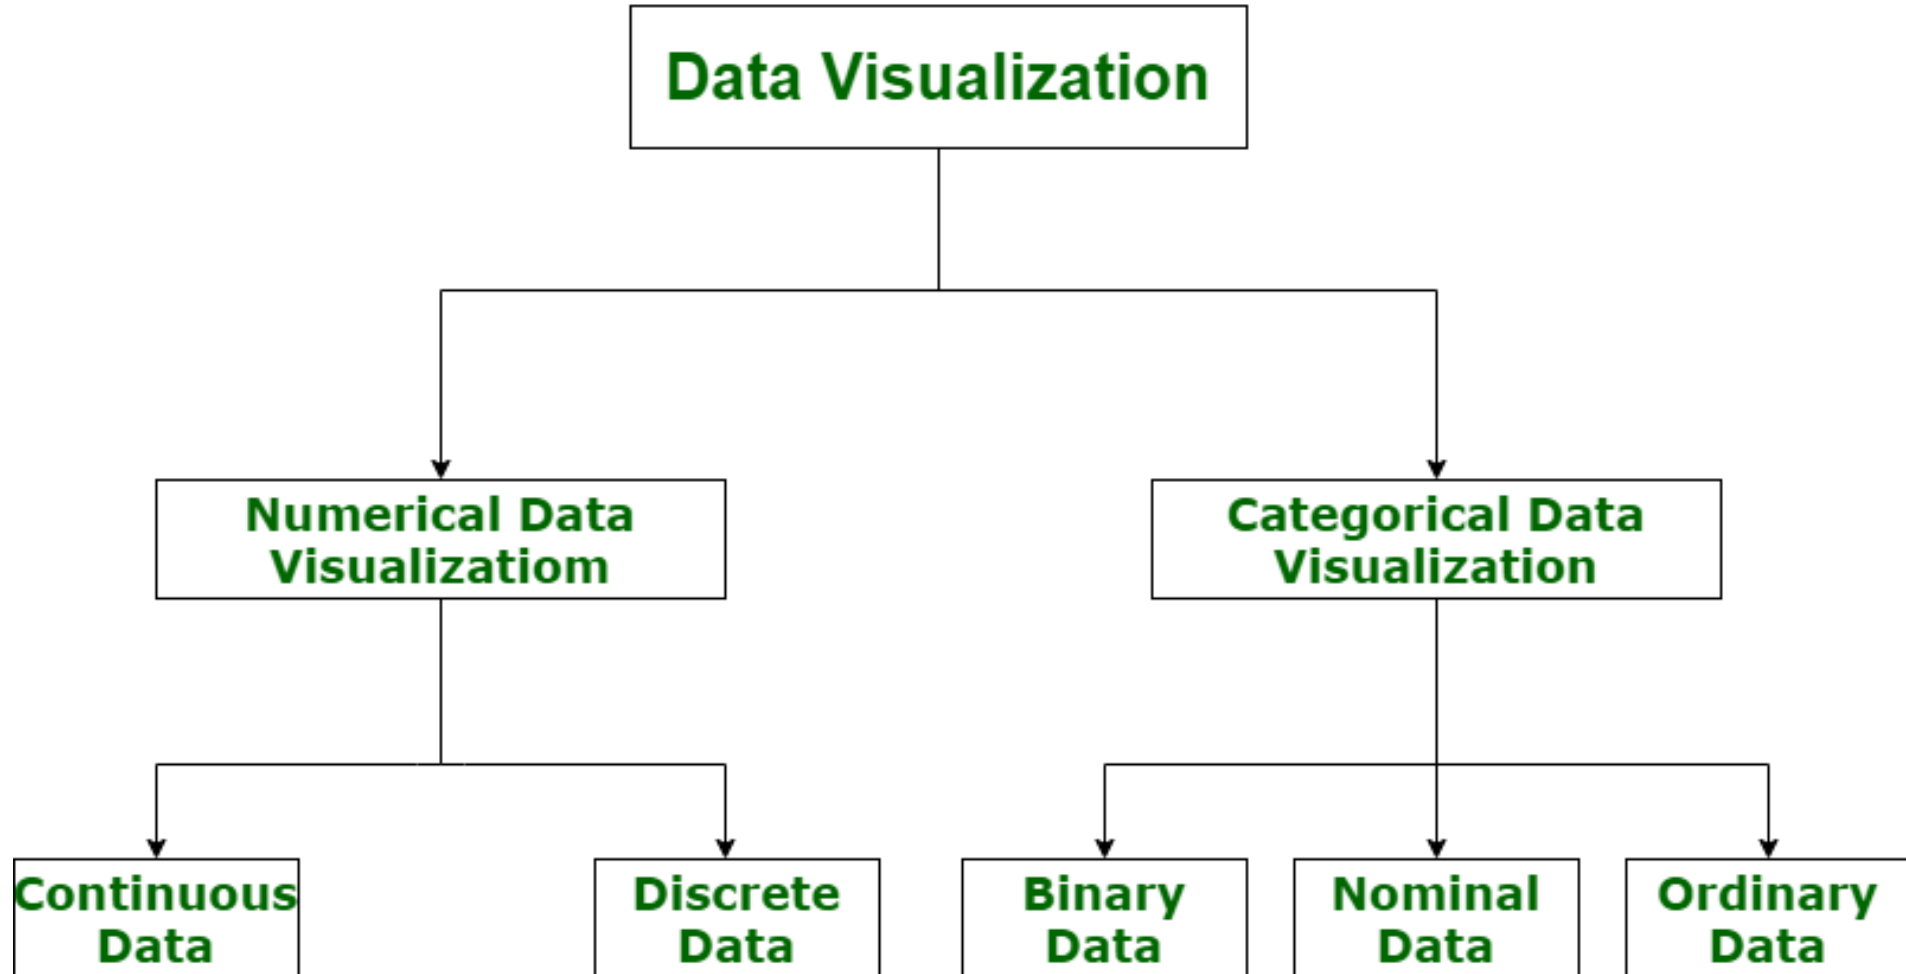 Data Visualization
Numerical Data
Visualizatiom
Categorical Data
Visualization
Continuous
Data
Discrete
Data
Binary
Data
Nominal
Data
Ordinary
Data